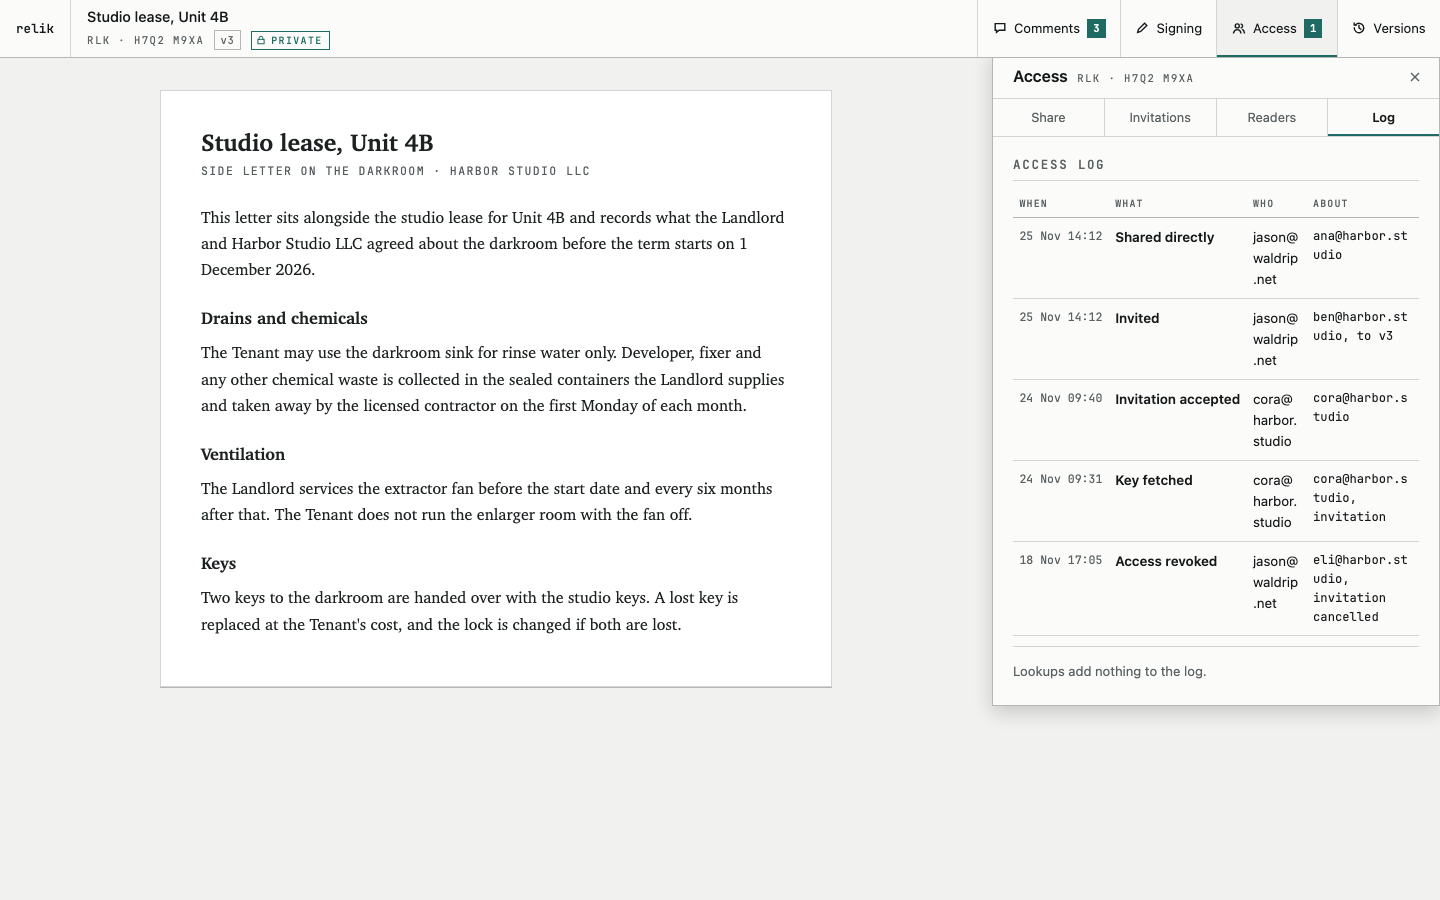 relik
Studio lease, Unit 4B
RLK · H7Q2 M9XA v3 PRIVATE
Comments 3 Signing Access 1 Versions
Studio lease, Unit 4B
SIDE LETTER ON THE DARKROOM · HARBOR STUDIO LLC
This letter sits alongside the studio lease for Unit 4B and records what the Landlord
and Harbor Studio LLC agreed about the darkroom before the term starts on 1
December 2026.
Drains and chemicals
The Tenant may use the darkroom sink for rinse water only. Developer, fixer and
any other chemical waste is collected in the sealed containers the Landlord supplies
and taken away by the licensed contractor on the first Monday of each month.
Ventilation
The Landlord services the extractor fan before the start date and every six months
after that. The Tenant does not run the enlarger room with the fan off.
Keys
Two keys to the darkroom are handed over with the studio keys. A lost key is
replaced at the Tenant's cost, and the lock is changed if both are lost.
Access RLK · H7Q2 M9XA ×
Share Invitations Readers Log
ACCESS LOG
WHEN WHAT WHO ABOUT
25 Nov 14:12 Shared directly jason@ ana@harbor.st
waldrip udio
.net
25 Nov 14:12 Invited jason@ ben@harbor.st
waldrip udio, to v3
.net
24 Nov 09:40 Invitation accepted cora@ cora@harbor.s
harbor. tudio
studio
24 Nov 09:31 Key fetched cora@ cora@harbor.s
harbor. tudio,
studio invitation
18 Nov 17:05 Access revoked jason@ eli@harbor.st
waldrip udio,
.net invitation
cancelled
Lookups add nothing to the log.